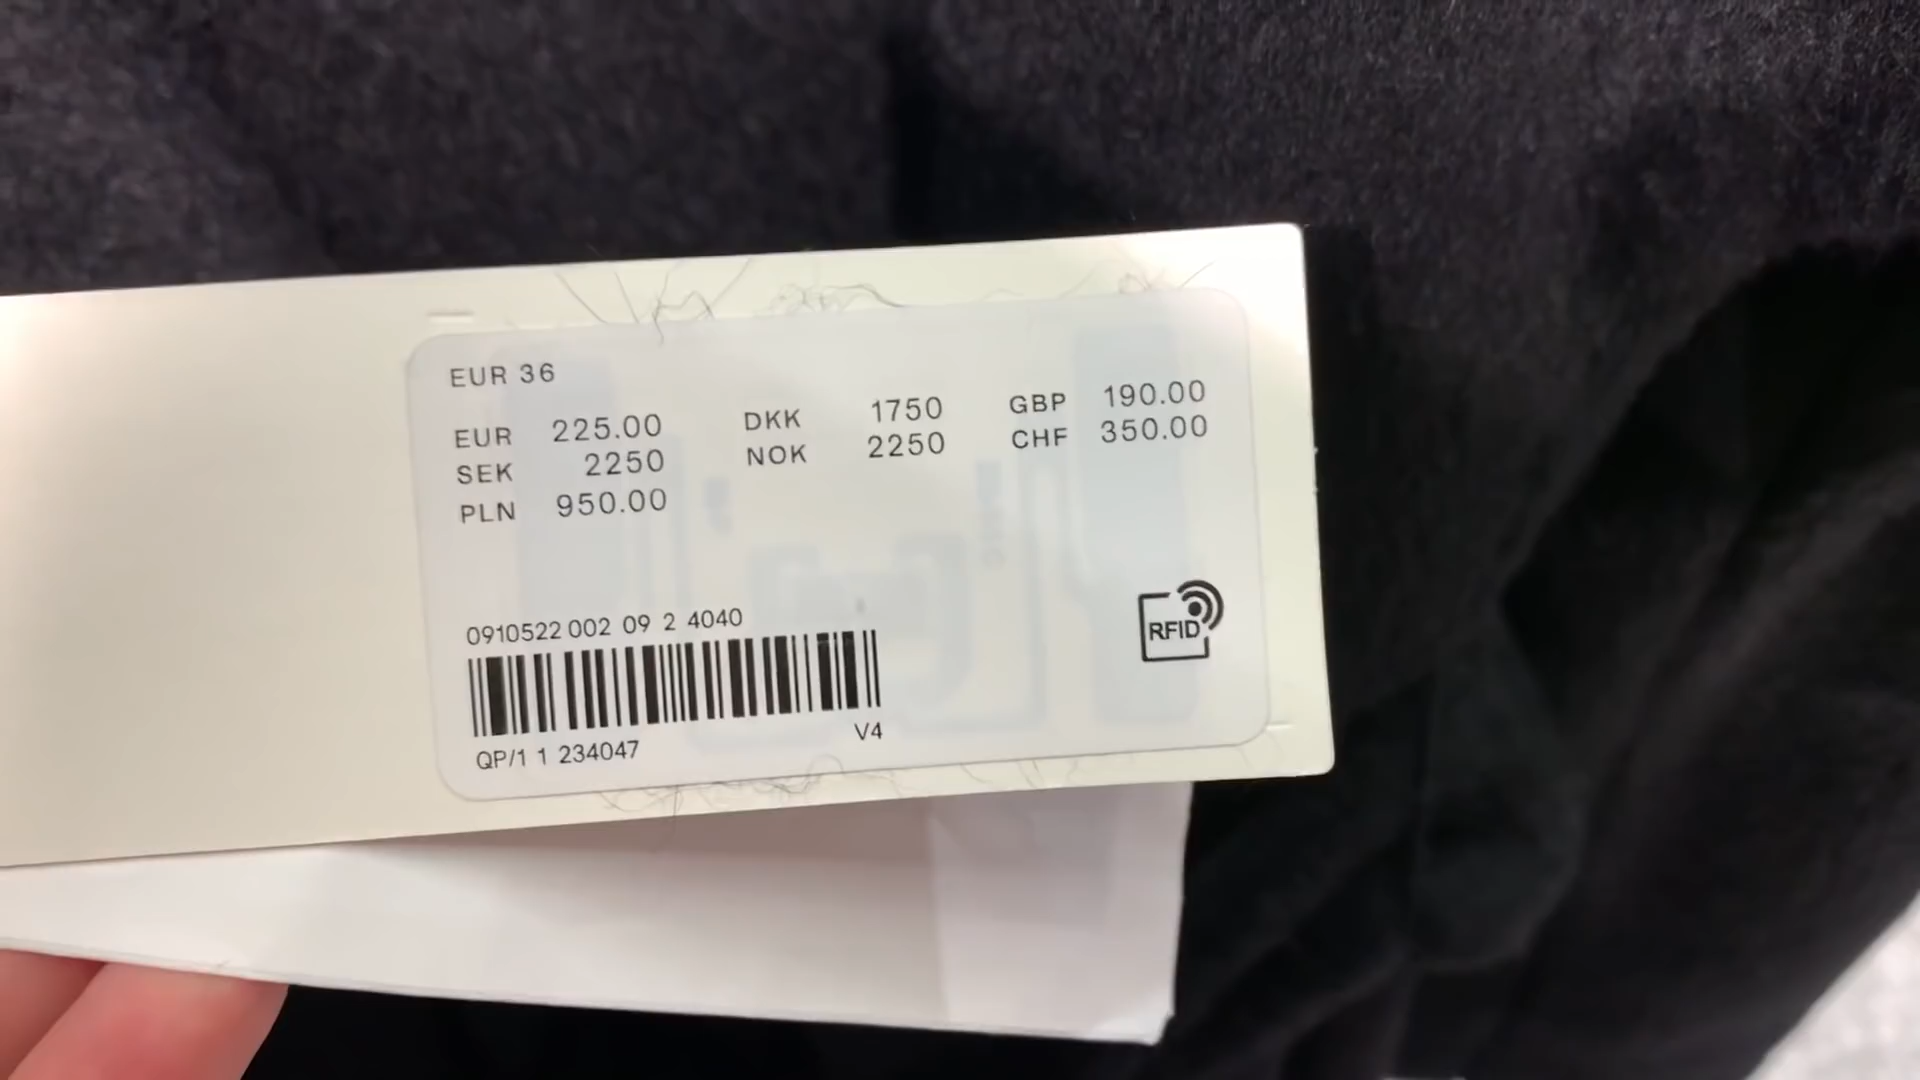 EUR 36
EUR 225.00 DKK 1750 GBP 190.00
SEK 2250 NOK 2250 CHF 350.00
PLN 950.00
0910522 002 09 2 4040
RFID
QP/1 1 234047 V4